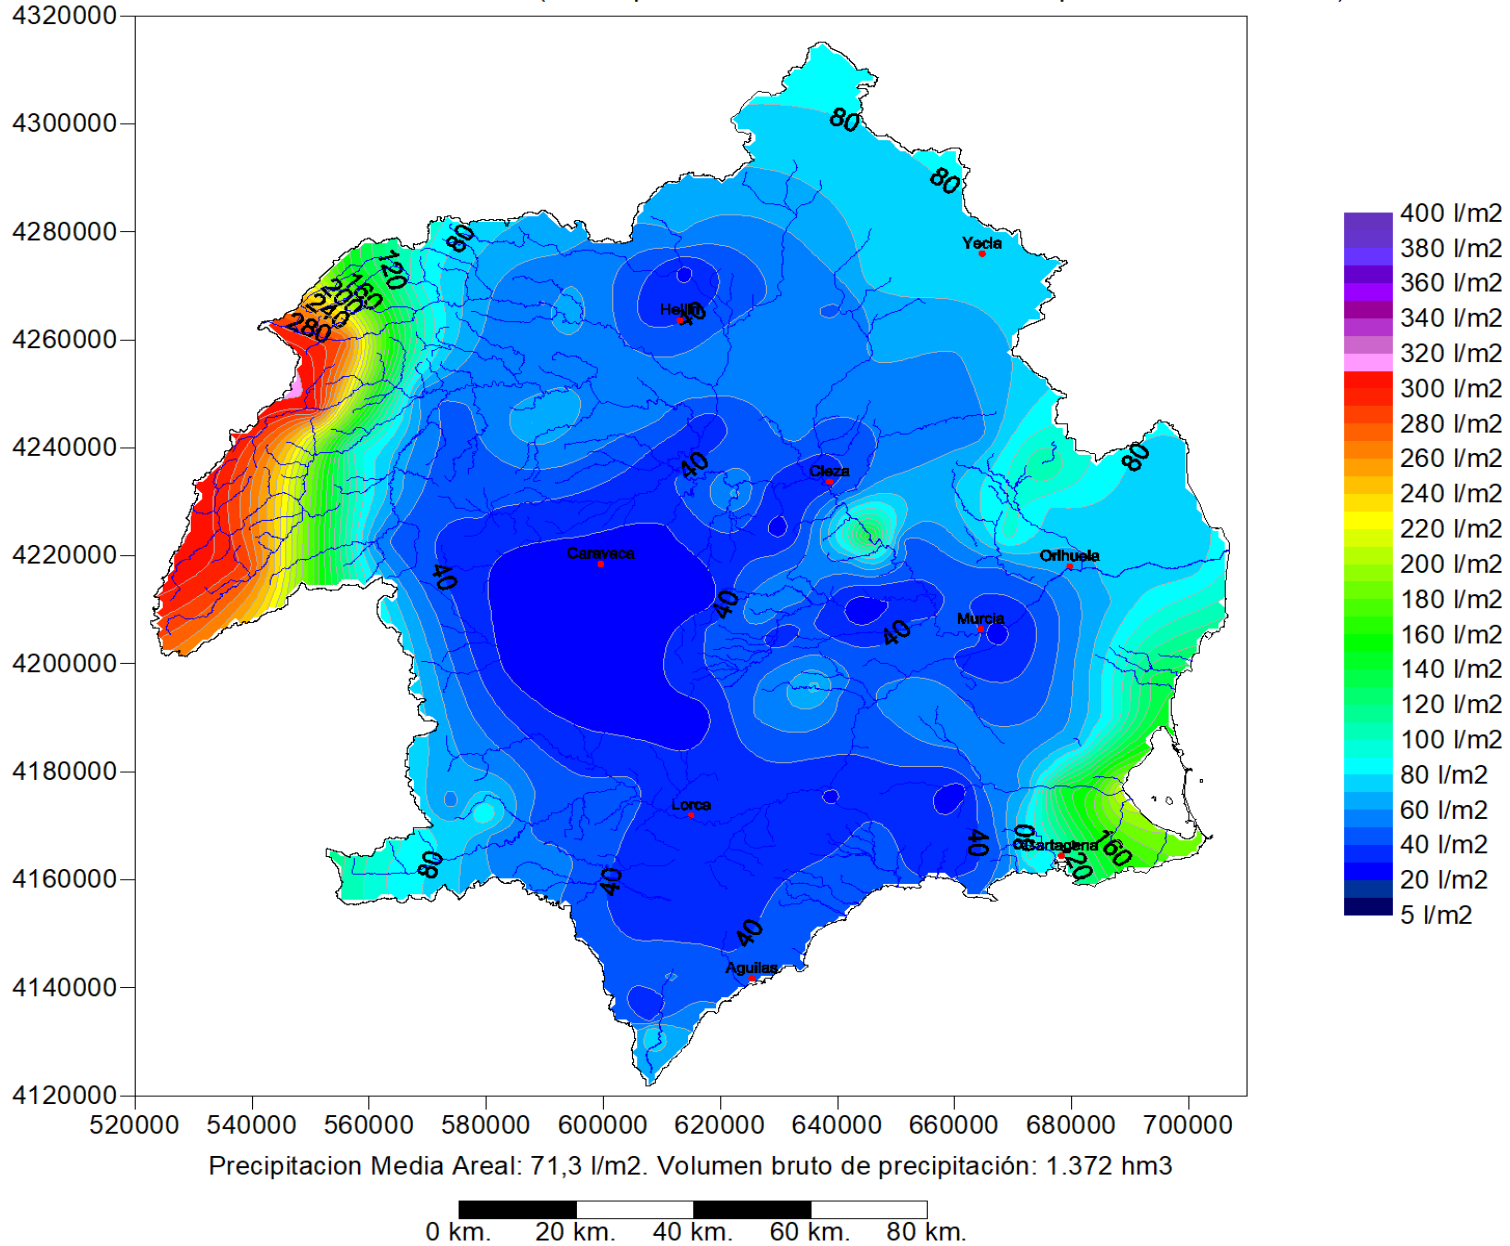 4320000
4300000
4280000
4260000
4240000
4220000
4200000
4180000
4160000
4140000
4120000
520000 540000 560000 580000 600000 620000 640000 660000 680000 700000
80
80
Yecla
80
120
160
200
240
280
Hellin
40
40
Cieza
80
Caravaca
Orihuela
40
40
Murcia
40
Lorca
40
80
Cartagena
120
160
80
40
40
Aguilas
400 l/m2
380 l/m2
360 l/m2
340 l/m2
320 l/m2
300 l/m2
280 l/m2
260 l/m2
240 l/m2
220 l/m2
200 l/m2
180 l/m2
160 l/m2
140 l/m2
120 l/m2
100 l/m2
80 l/m2
60 l/m2
40 l/m2
20 l/m2
5 l/m2
Precipitacion Media Areal: 71,3 l/m2. Volumen bruto de precipitación: 1.372 hm3
0 km. 20 km. 40 km. 60 km. 80 km.